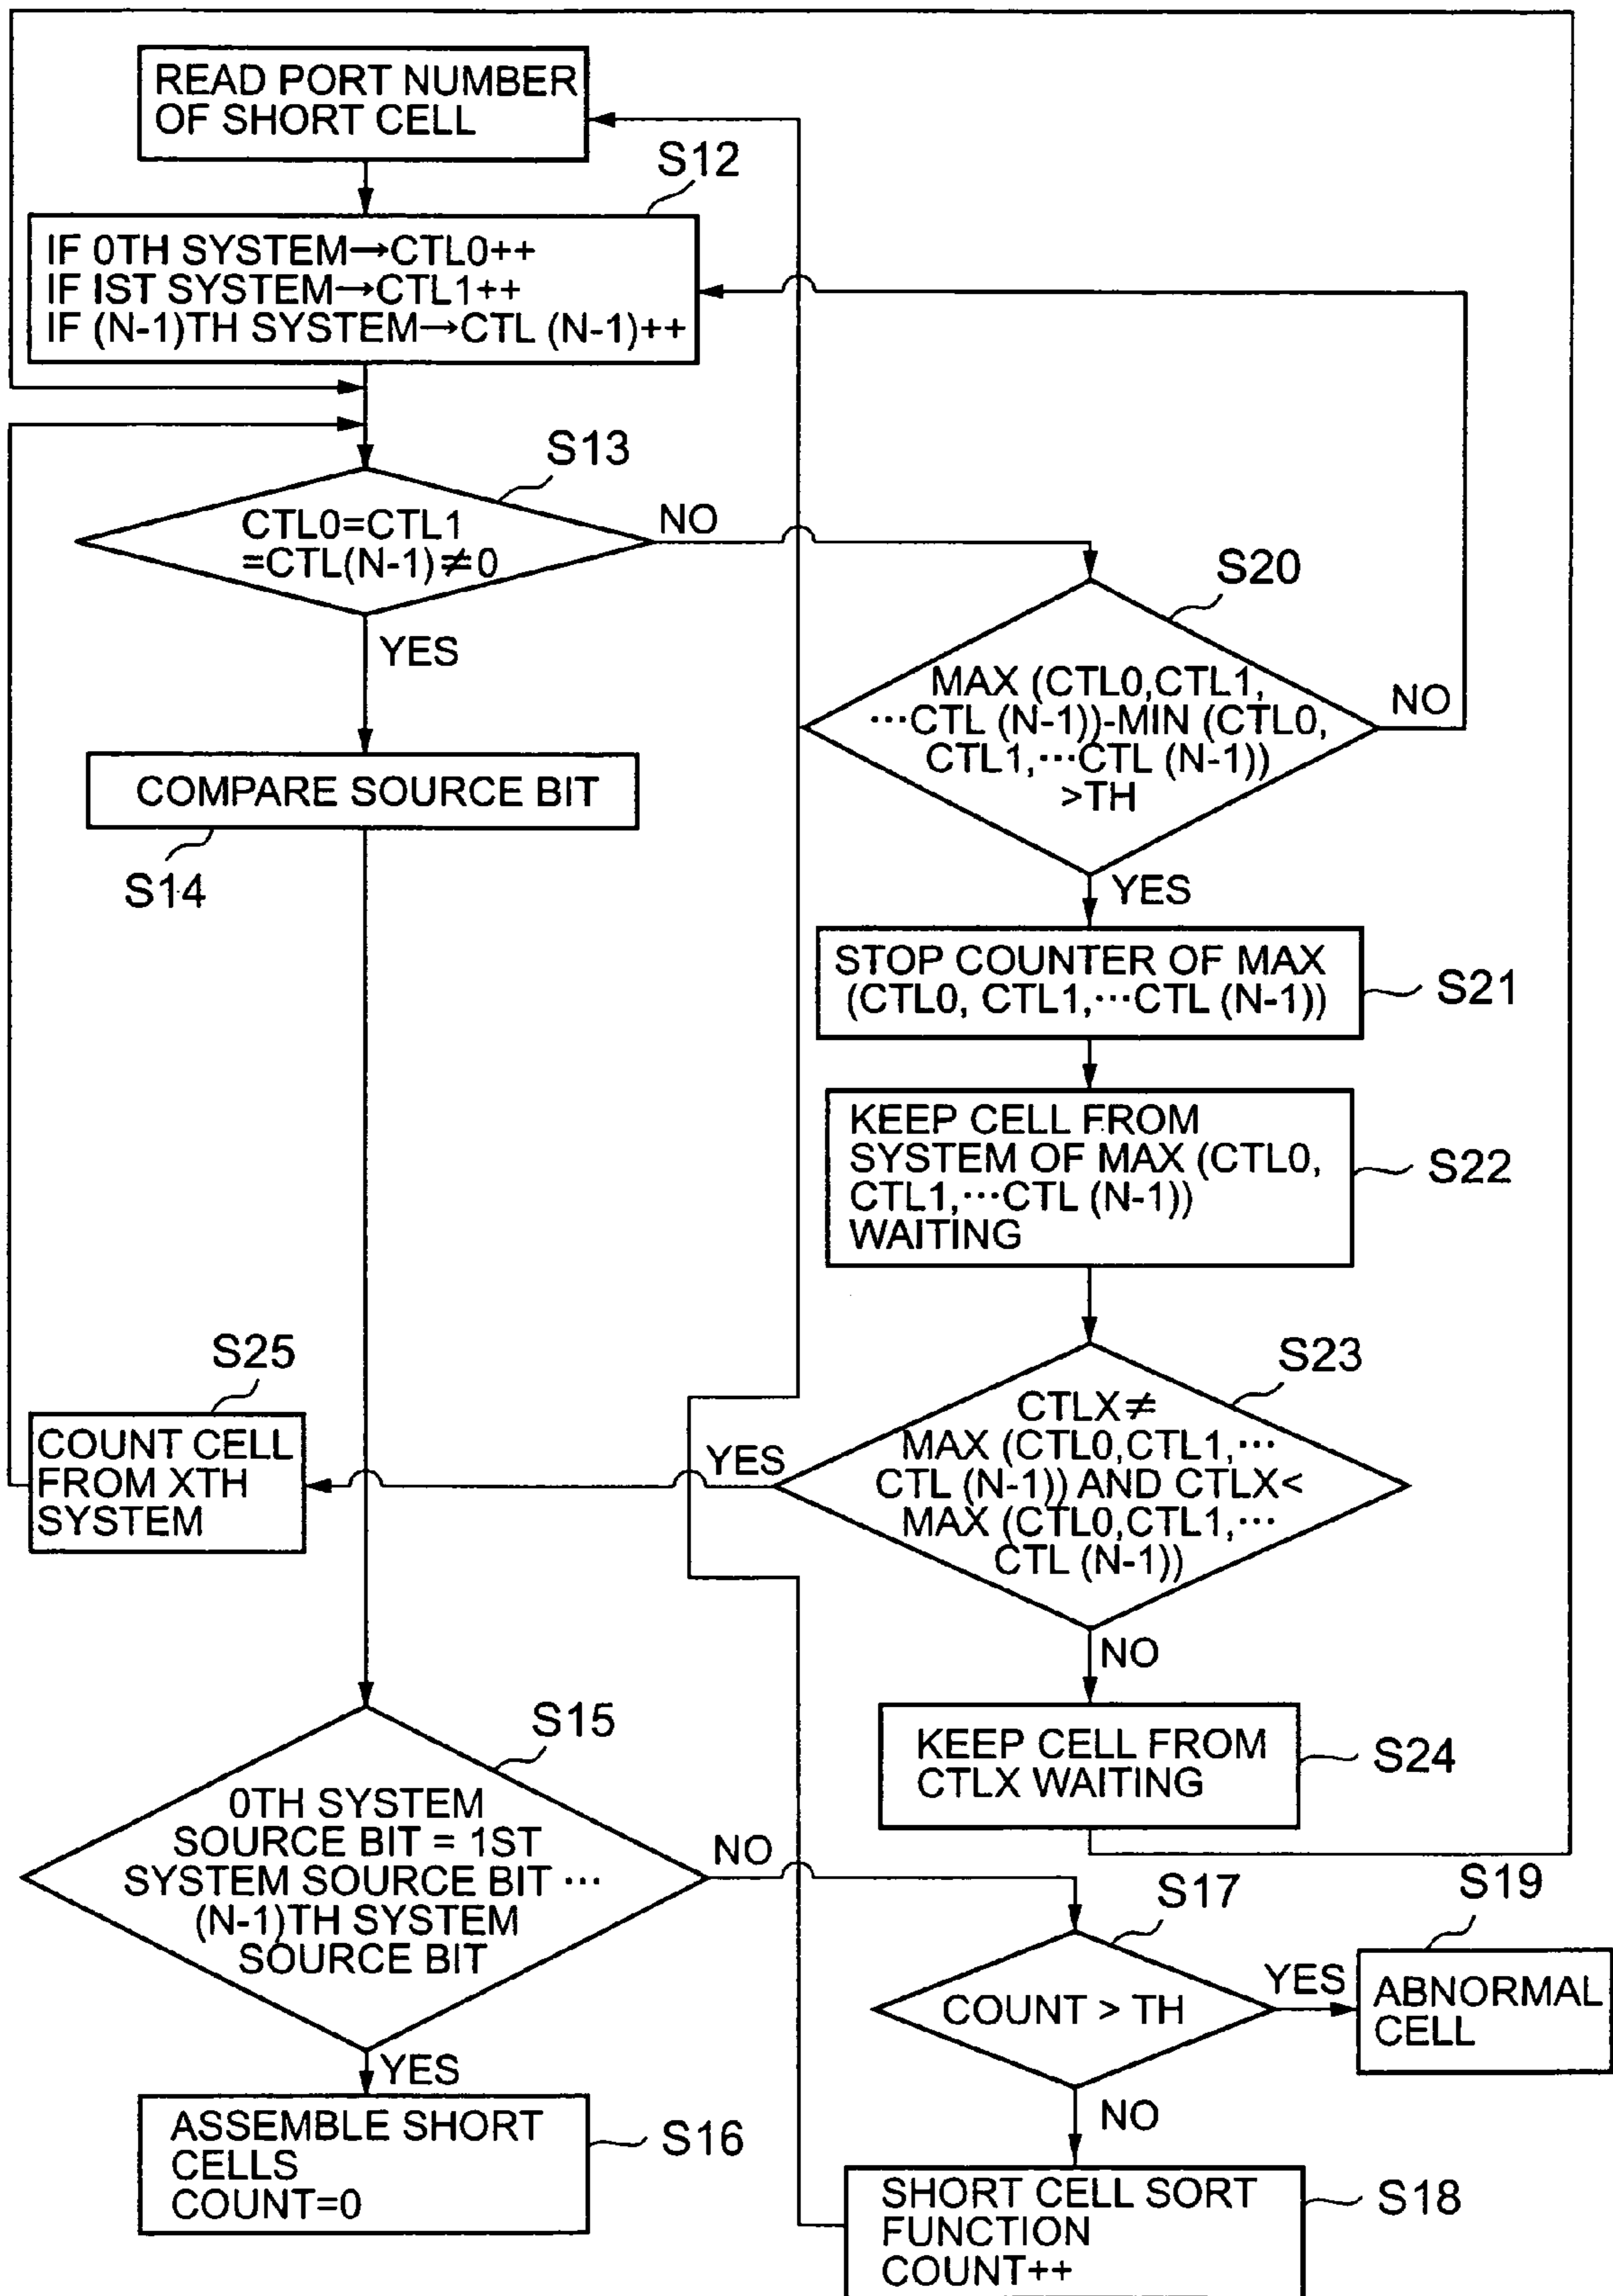 READ PORT NUMBER
OF SHORT CELL
S12
IF 0TH SYSTEM→CTL0++
IF IST SYSTEM→CTL1++
IF (N-1)TH SYSTEM→CTL (N-1)++
S13
CTL0=CTL1
=CTL(N-1)≠0
NO
YES
S20
MAX (CTL0,CTL1,
···CTL (N-1))-MIN (CTL0,
CTL1,···CTL (N-1))
>TH
NO
YES
COMPARE SOURCE BIT
S14
STOP COUNTER OF MAX
(CTL0, CTL1,···CTL (N-1))
S21
KEEP CELL FROM
SYSTEM OF MAX (CTL0,
CTL1,···CTL (N-1))
WAITING
S22
S23
CTLX≠
MAX (CTL0,CTL1,···
CTL (N-1)) AND CTLX<
MAX (CTL0,CTL1,···
CTL (N-1))
YES
NO
S25
COUNT CELL
FROM XTH
SYSTEM
KEEP CELL FROM
CTLX WAITING
S24
S15
0TH SYSTEM
SOURCE BIT = 1ST
SYSTEM SOURCE BIT ···
(N-1)TH SYSTEM
SOURCE BIT
NO
YES
S17
COUNT > TH
YES
NO
S19
ABNORMAL
CELL
ASSEMBLE SHORT
CELLS
COUNT=0
S16
SHORT CELL SORT
FUNCTION
COUNT++
S18